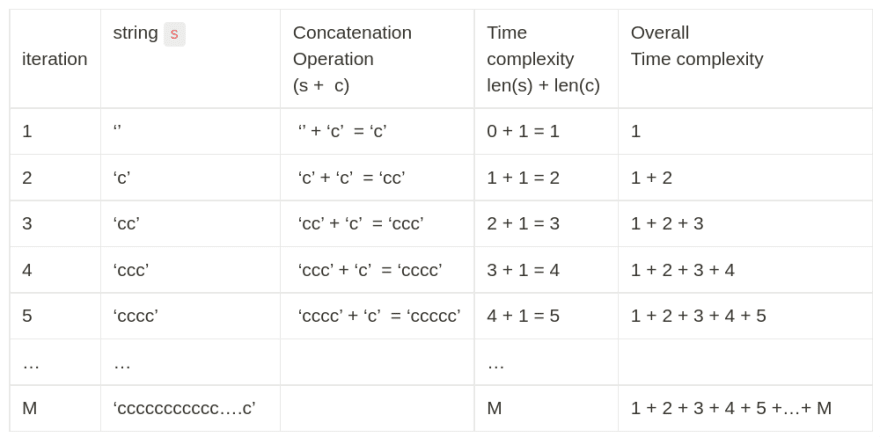 iteration
string s
Concatenation
Operation
(s +  c)
Time
complexity
len(s) + len(c)
Overall
Time complexity
1
‘’
‘’ + ‘c’  = ‘c’
0 + 1 = 1
1
2
‘c’
‘c’ + ‘c’  = ‘cc’
1 + 1 = 2
1 + 2
3
‘cc’
‘cc’ + ‘c’  = ‘ccc’
2 + 1 = 3
1 + 2 + 3
4
‘ccc’
‘ccc’ + ‘c’  = ‘cccc’
3 + 1 = 4
1 + 2 + 3 + 4
5
‘cccc’
‘cccc’ + ‘c’  = ‘ccccc’
4 + 1 = 5
1 + 2 + 3 + 4 + 5
…
…
…
M
‘ccccccccccc….c’
M
1 + 2 + 3 + 4 + 5 +…+ M